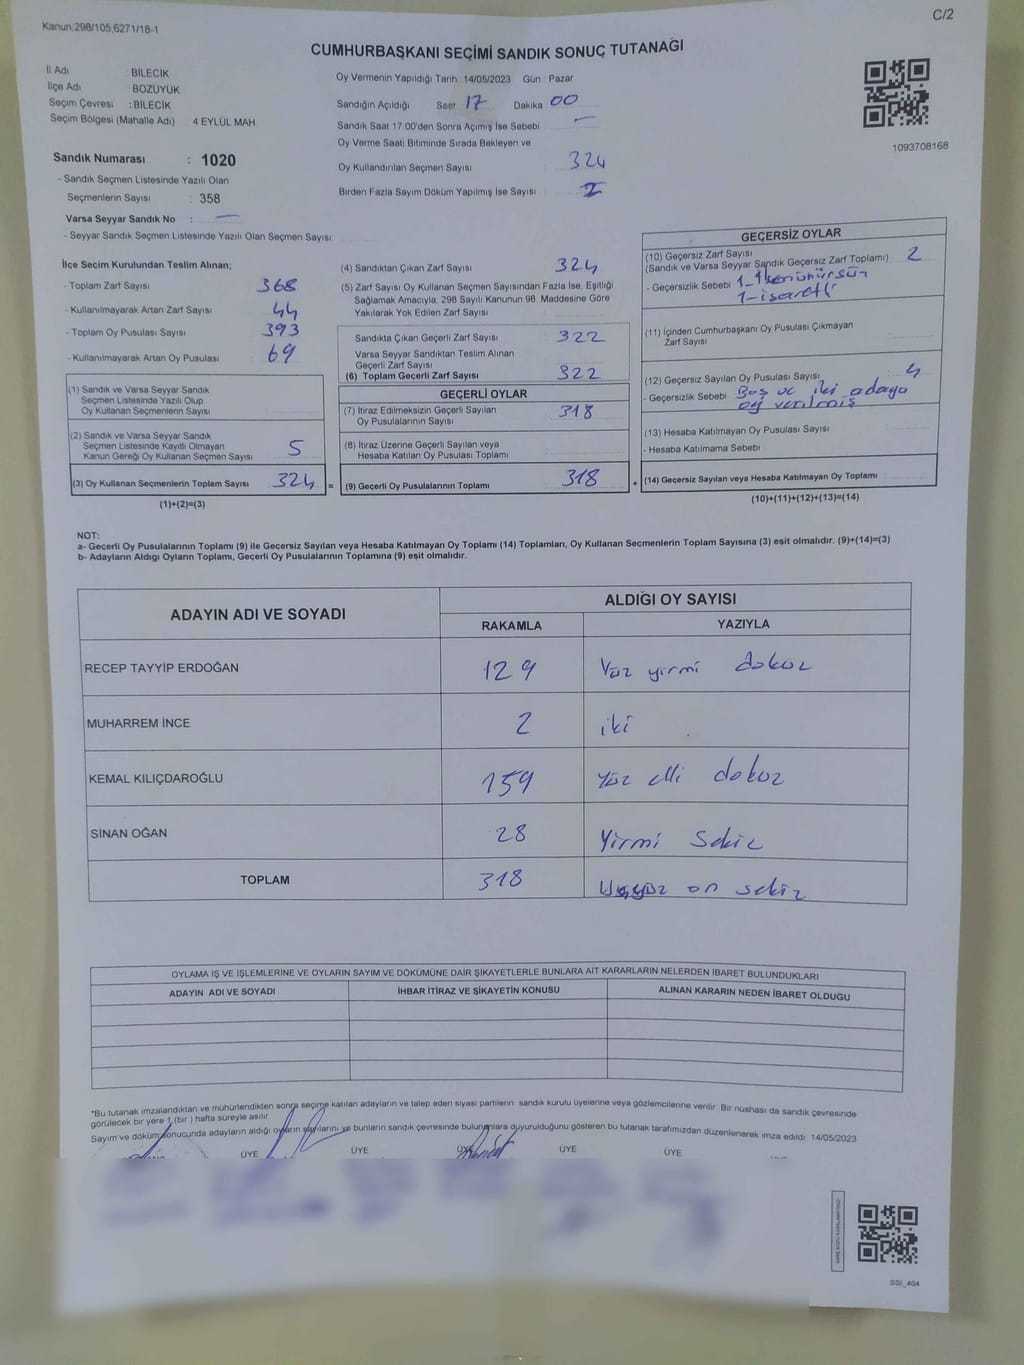 Kanun:298/105;6271/18-1
C/2
CUMHURBAŞKANI SEÇİMİ SANDIK SONUÇ TUTANAĞI
İl Adı BİLECİK
İlçe Adı BOZÜYÜK
Seçim Çevresi :BİLECİK
Seçim Bölgesi (Mahalle Adı) 4 EYLÜL MAH
Oy Vermenin Yapıldığı Tarih 14/05/2023 Gün Pazar
Sandığın Açıldığı Saat 17 Dakika 00
Sandık Saat 17:00'den Sonra Açımış İse Sebebi —
Oy Verme Saati Bitiminde Sırada Bekleyen ve
Oy Kullandırılan Seçmen Sayısı 324
Birden Fazla Sayım Döküm Yapılmış İse Sayısı
1093708168
Sandık Numarası : 1020
- Sandık Seçmen Listesinde Yazılı Olan
Seçmenlerin Sayısı : 358
Varsa Seyyar Sandık No : —
- Seyyar Sandık Seçmen Listesinde Yazılı Olan Seçmen Sayısı:
İlçe Secim Kurulundan Teslim Alınan;
- Toplam Zarf Sayısı 368
- Kullanılmayarak Artan Zarf Sayısı 44
- Toplam Oy Pusulası Sayısı 393
- Kullanılmayarak Artan Oy Pusulası 69
(1) Sandık ve Varsa Seyyar Sandık
Seçmen Listesinde Yazılı Olup
Oy Kullanan Seçmenlerin Sayısı
(2) Sandık ve Varsa Seyyar Sandık
Seçmen Listesinde Kayıtlı Olmayan
Kanun Gereği Oy Kullanan Seçmen Sayısı 5
(3) Oy Kullanan Seçmenlerin Toplam Sayısı 324 =
(1)+(2)=(3)
(4) Sandıktan Çıkan Zarf Sayısı 324
(5) Zarf Sayısı Oy Kullanan Seçmen Sayısından Fazla İse, Eşitliği
Sağlamak Amacıyla, 298 Sayılı Kanunun 98 Maddesine Göre
Yakılarak Yok Edilen Zarf Sayısı
Sandıkta Çıkan Geçerli Zarf Sayısı 322
Varsa Seyyar Sandıktan Teslim Alınan
Geçerli Zarf Sayısı
(6) Toplam Geçerli Zarf Sayısı 322
GEÇERLİ OYLAR
(7) İtiraz Edilmeksizin Geçerli Sayılan
Oy Pusulalarının Sayısı 318
(8) İtiraz Üzerine Geçerli Sayılan veya
Hesaba Katılan Oy Pusulası Toplamı
(9) Geçerli Oy Pusulalarının Toplamı 318 +
GEÇERSİZ OYLAR
(10) Geçersiz Zarf Sayısı 2
(Sandık ve Varsa Seyyar Sandık Geçersiz Zarf Toplamı)
- Geçersizlik Sebebi
1-işaretli
(11) İçinden Cumhurbaşkanı Oy Pusulası Çıkmayan
Zarf Sayısı
(12) Geçersiz Sayılan Oy Pusulası Sayısı 4
- Geçersizlik Sebebi Boş ve iki adaya
oy verilmiş
(13) Hesaba Katılmayan Oy Pusulası Sayısı
- Hesaba Katılmama Sebebi
(14) Geçersiz Sayılan veya Hesaba Katılmayan Oy Toplamı
(10)+(11)+(12)+(13)=(14)
NOT:
a- Geçerli Oy Pusulalarının Toplamı (9) ile Geçersiz Sayılan veya Hesaba Katılmayan Oy Toplamı (14) Toplamları, Oy Kullanan Seçmenlerin Toplam Sayısına (3) eşit olmalıdır. (9)+(14)=(3)
b- Adayların Aldığı Oyların Toplamı, Geçerli Oy Pusulalarının Toplamına (9) eşit olmalıdır.
ADAYIN ADI VE SOYADI ALDIĞI OY SAYISI
RAKAMLA YAZIYLA
RECEP TAYYİP ERDOĞAN 129 Yüz yirmi dokuz
MUHARREM İNCE 2 iki
KEMAL KILIÇDAROĞLU 159 Yüz elli dokuz
SİNAN OĞAN 28 Yirmi Sekiz
TOPLAM 318 Üçyüz on sekiz
OYLAMA İŞ VE İŞLEMLERİNE VE OYLARIN SAYIM VE DÖKÜMÜNE DAİR ŞİKAYETLERLE BUNLARA AİT KARARLARIN NELERDEN İBARET BULUNDUKLARI
ADAYIN ADI VE SOYADI İHBAR İTİRAZ VE ŞİKAYETİN KONUSU ALINAN KARARIN NEDEN İBARET OLDUĞU
*Bu tutanak imzalandıktan ve mühürlendikten sonra seçime katılan adayların ve talep eden siyasi partilerin sandık kurulu üyelerine veya gözlemcilerine verilir. Bir nüshası da sandık çevresinde
görülecek bir yere 1 (bir) hafta süreyle asılır.
Sayım ve döküm sonucunda adayların aldığı oyların sayılarını ve bunların sandık çevresinde bulunanlara duyurulduğunu gösteren bu tutanak tarafımızdan düzenlenerek imza edildi. 14/05/2023
ÜYE ÜYE ÜYE ÜYE ÜYE
SSİ_404